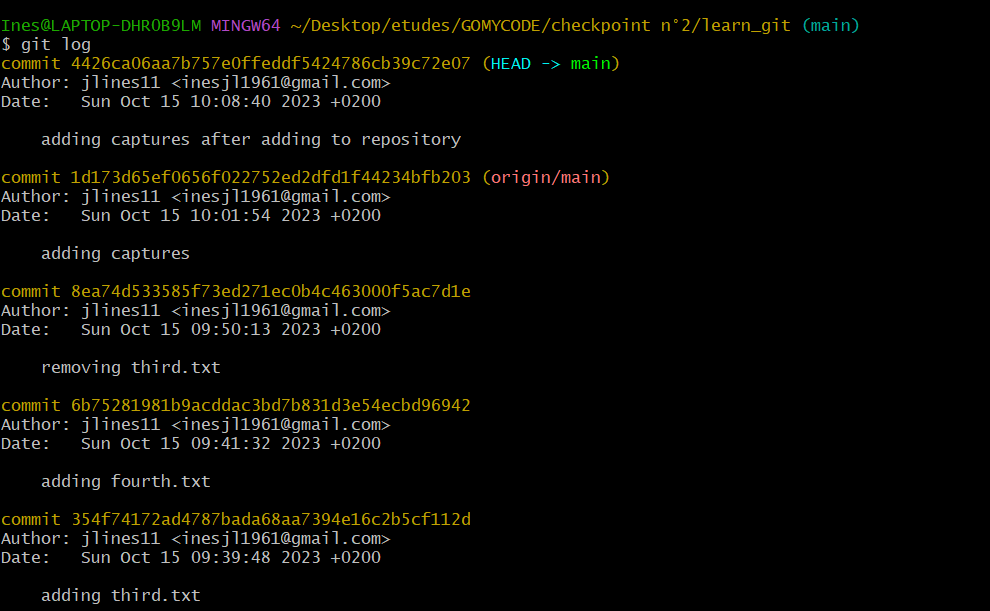 Ines@LAPTOP-DHROB9LM MINGW64 ~/Desktop/etudes/GOMYCODE/checkpoint n°2/learn_git (main)
$ git log
commit 4426ca06aa7b757e0ffeddf5424786cb39c72e07 (HEAD -> main)
Author: jlines11 <inesjl1961@gmail.com>
Date:   Sun Oct 15 10:08:40 2023 +0200
    adding captures after adding to repository
commit 1d173d65ef0656f022752ed2dfd1f44234bfb203 (origin/main)
Author: jlines11 <inesjl1961@gmail.com>
Date:   Sun Oct 15 10:01:54 2023 +0200
    adding captures
commit 8ea74d533585f73ed271ec0b4c463000f5ac7d1e
Author: jlines11 <inesjl1961@gmail.com>
Date:   Sun Oct 15 09:50:13 2023 +0200
    removing third.txt
commit 6b75281981b9acddac3bd7b831d3e54ecbd96942
Author: jlines11 <inesjl1961@gmail.com>
Date:   Sun Oct 15 09:41:32 2023 +0200
    adding fourth.txt
commit 354f74172ad4787bada68aa7394e16c2b5cf112d
Author: jlines11 <inesjl1961@gmail.com>
Date:   Sun Oct 15 09:39:48 2023 +0200
    adding third.txt